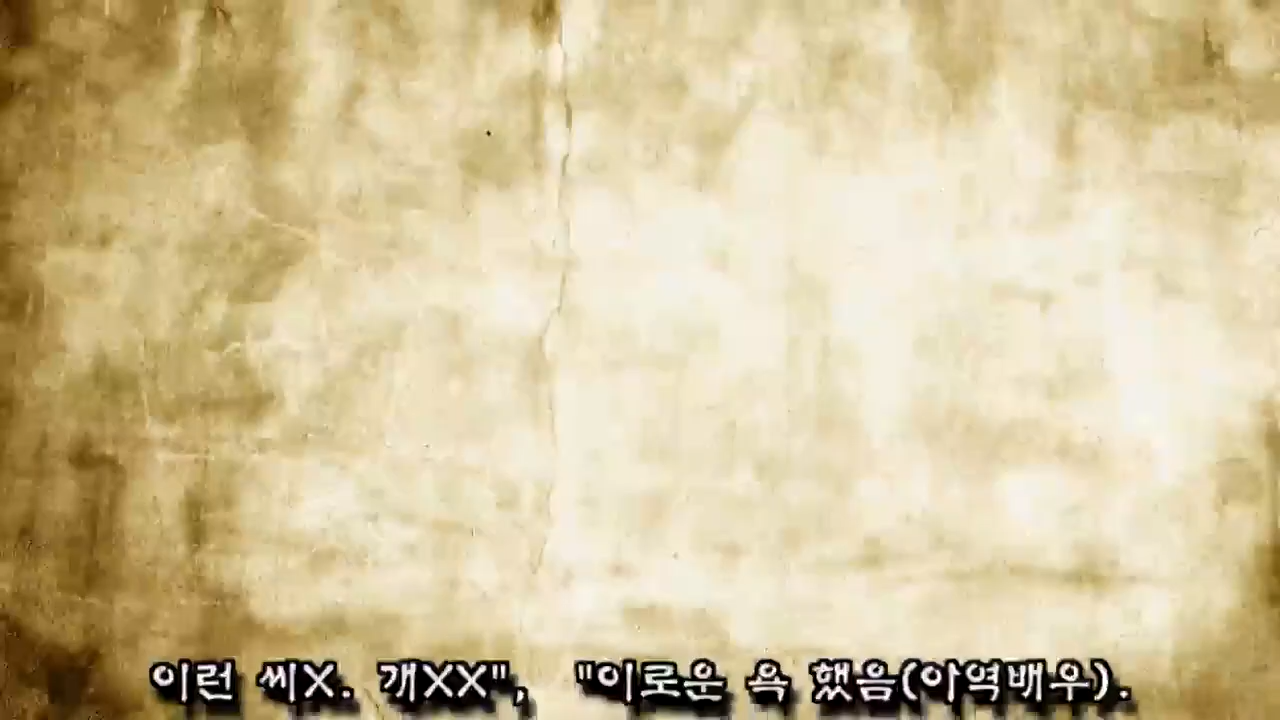 이런 씨X. 개XX", "이로운 욕 했음(아역배우).